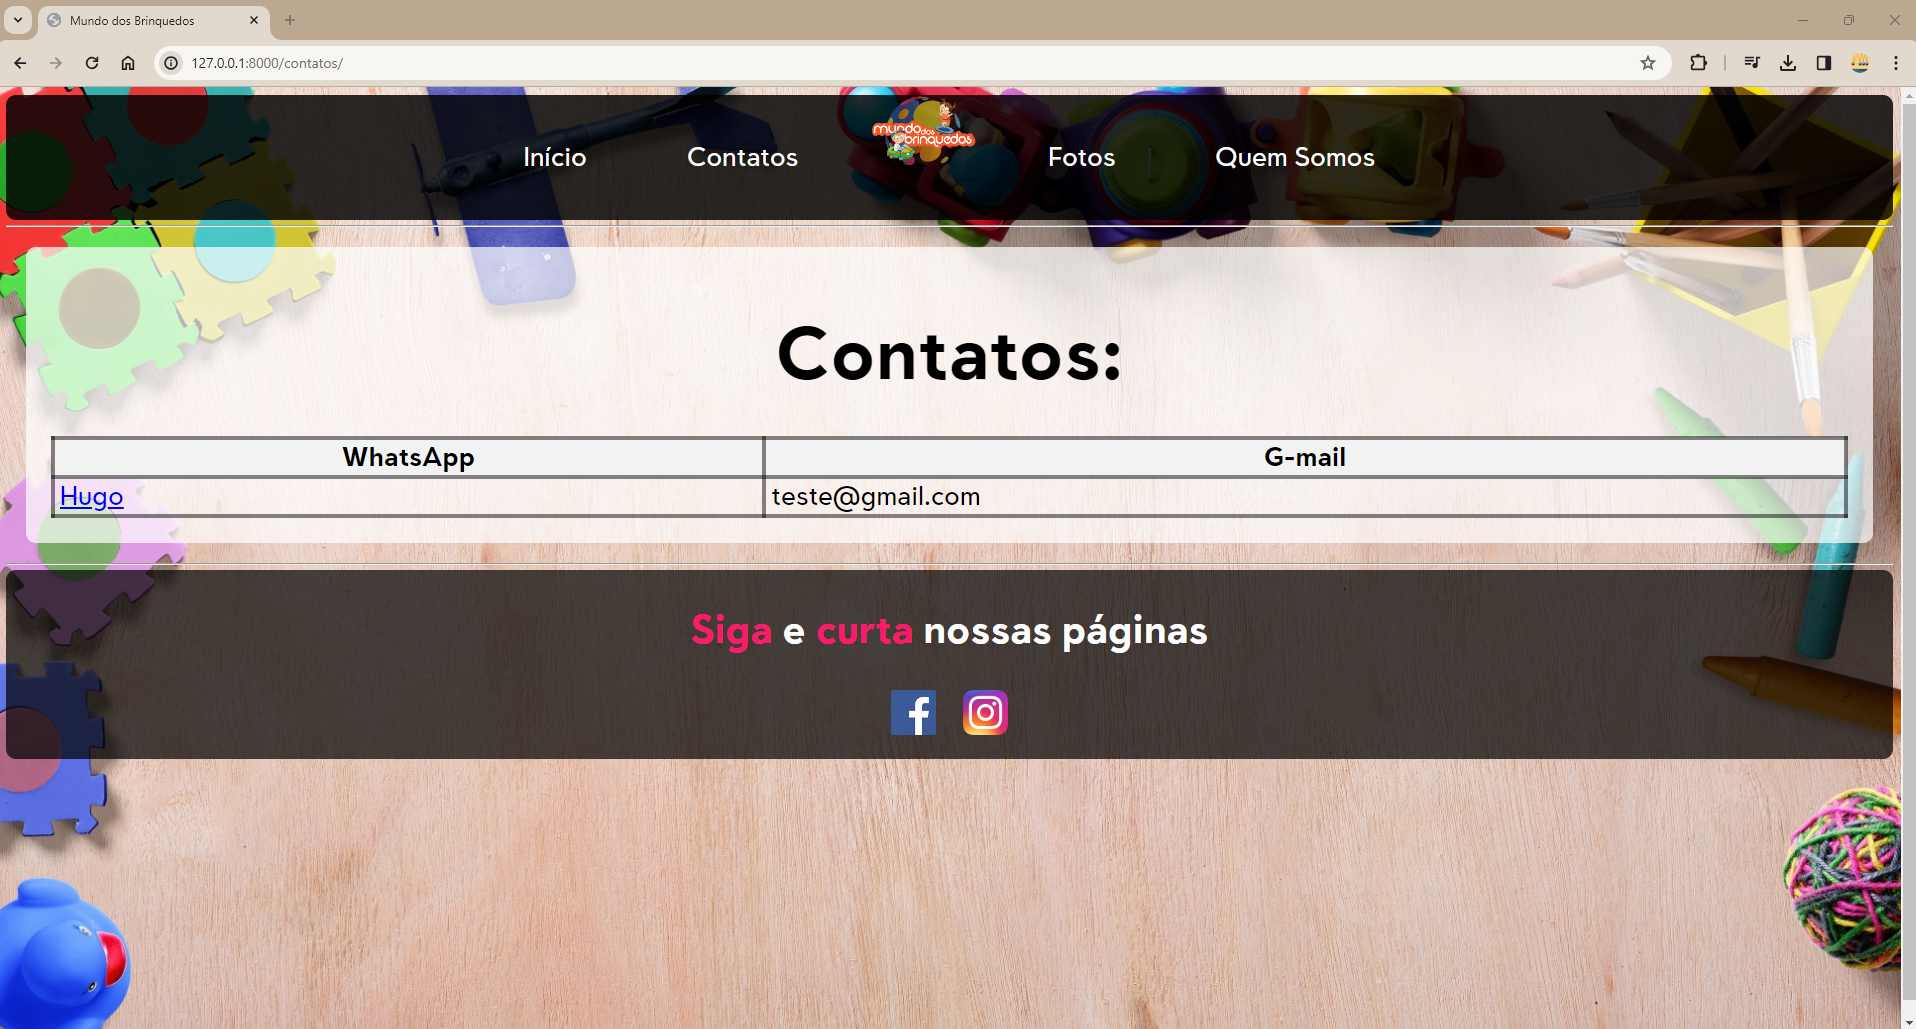 Mundo dos Brinquedos
127.0.0.1:8000/contatos/
Início Contatos mundo dos brinquedos Fotos Quem Somos
Contatos:
WhatsApp G-mail
Hugo teste@gmail.com
Siga e curta nossas páginas